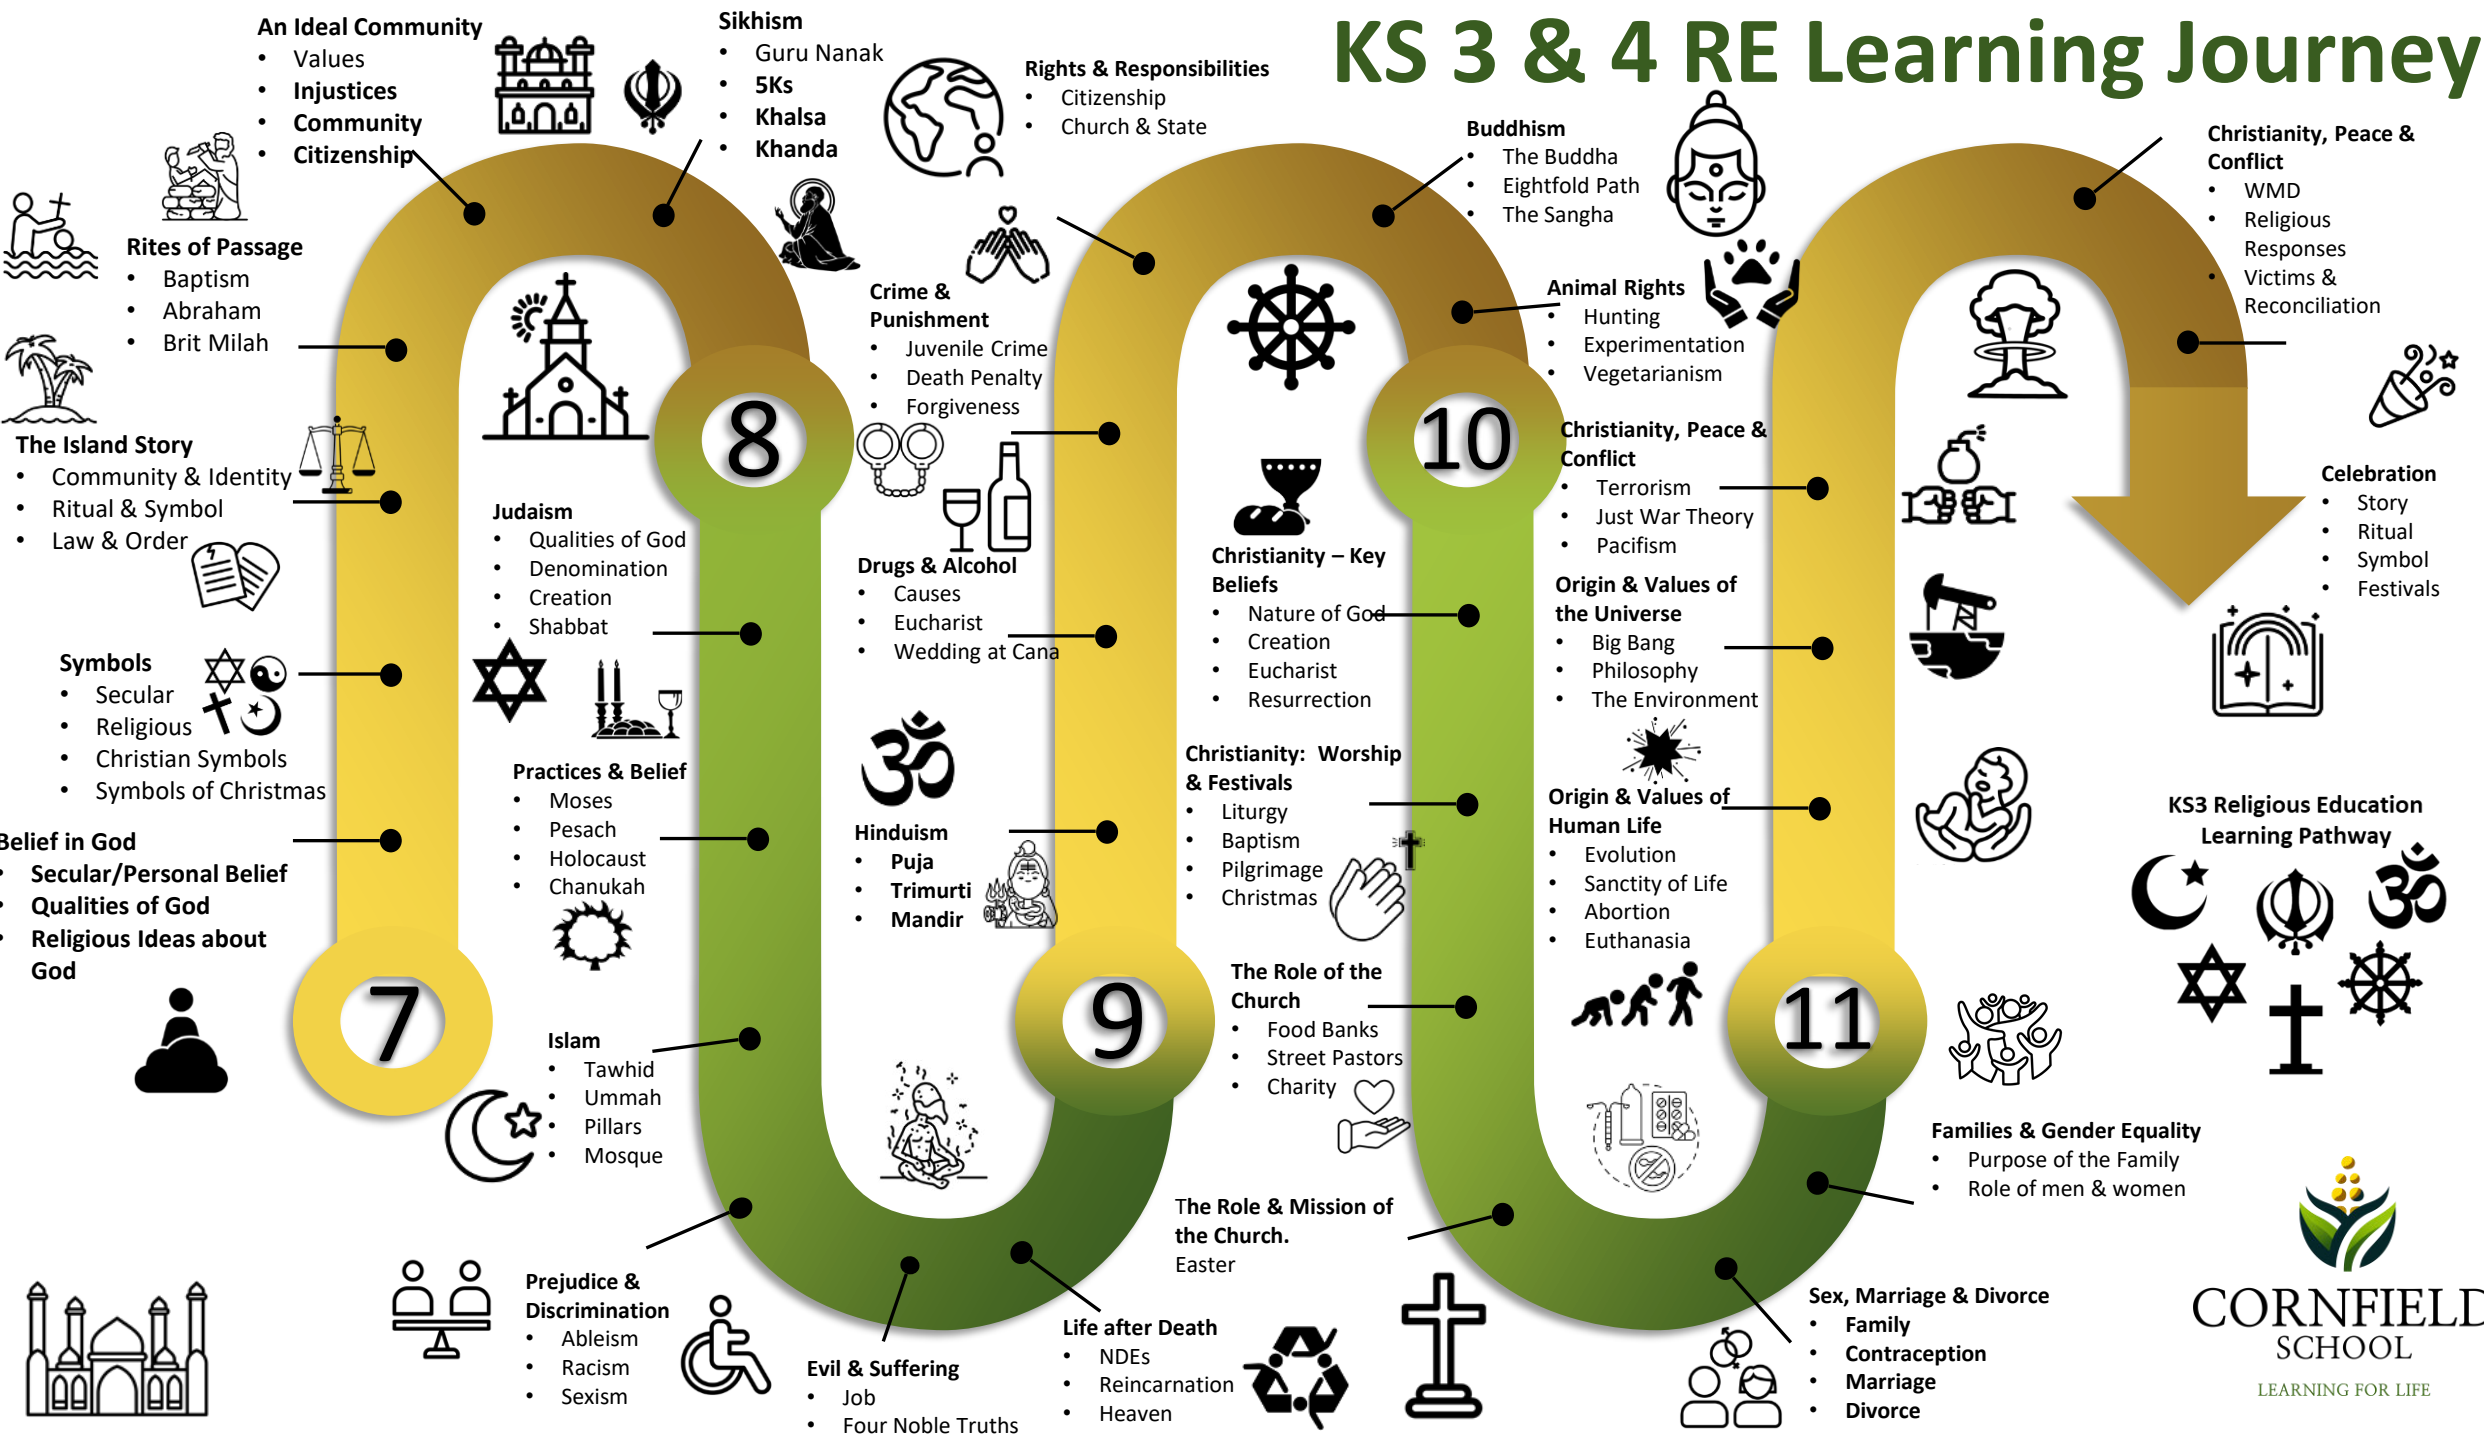 KS 3 & 4 RE Learning Journey
An Ideal Community
• Values
• Injustices
• Community
• Citizenship
Sikhism
• Guru Nanak
• 5Ks
• Khalsa
• Khanda
Rights & Responsibilities
• Citizenship
• Church & State
Buddhism
• The Buddha
• Eightfold Path
• The Sangha
Christianity, Peace &
Conflict
• WMD
• Religious
Responses
• Victims &
Reconciliation
Rites of Passage
• Baptism
• Abraham
• Brit Milah
Crime &
Punishment
• Juvenile Crime
• Death Penalty
• Forgiveness
Animal Rights
• Hunting
• Experimentation
• Vegetarianism
The Island Story
• Community & Identity
• Ritual & Symbol
• Law & Order
8
10
Christianity, Peace &
Conflict
• Terrorism
• Just War Theory
• Pacifism
Celebration
• Story
• Ritual
• Symbol
• Festivals
Judaism
• Qualities of God
• Denomination
• Creation
• Shabbat
Drugs & Alcohol
• Causes
• Eucharist
• Wedding at Cana
Christianity – Key
Beliefs
• Nature of God
• Creation
• Eucharist
• Resurrection
Origin & Values of
the Universe
• Big Bang
• Philosophy
• The Environment
Symbols
• Secular
• Religious
• Christian Symbols
• Symbols of Christmas
Practices & Belief
• Moses
• Pesach
• Holocaust
• Chanukah
Hinduism
• Puja
• Trimurti
• Mandir
Christianity: Worship
& Festivals
• Liturgy
• Baptism
• Pilgrimage
• Christmas
Origin & Values of
Human Life
• Evolution
• Sanctity of Life
• Abortion
• Euthanasia
KS3 Religious Education
Learning Pathway
Belief in God
• Secular/Personal Belief
• Qualities of God
• Religious Ideas about
God
7
9
11
Islam
• Tawhid
• Ummah
• Pillars
• Mosque
The Role of the
Church
• Food Banks
• Street Pastors
• Charity
Families & Gender Equality
• Purpose of the Family
• Role of men & women
The Role & Mission of
the Church.
Easter
Prejudice &
Discrimination
• Ableism
• Racism
• Sexism
Evil & Suffering
• Job
• Four Noble Truths
Life after Death
• NDEs
• Reincarnation
• Heaven
Sex, Marriage & Divorce
• Family
• Contraception
• Marriage
• Divorce
CORNFIELD
SCHOOL
LEARNING FOR LIFE